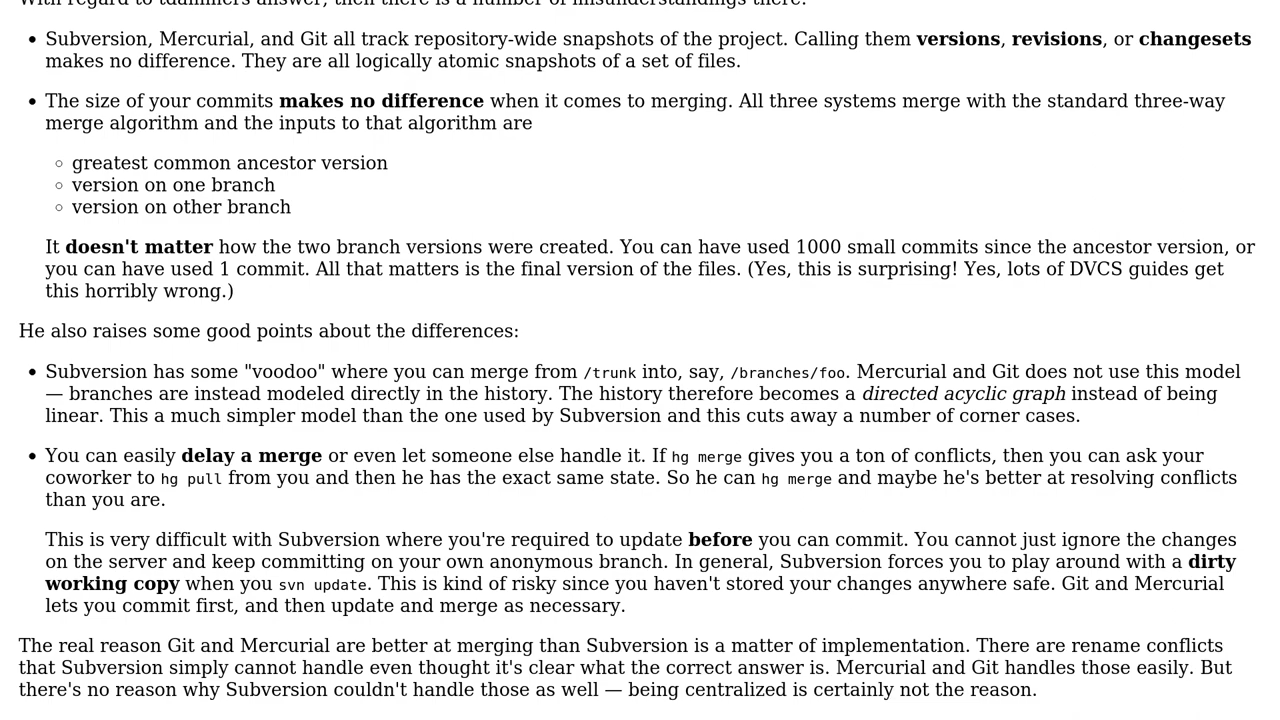 With regard to tdammers answer, then there is a number of misunderstandings there:
Subversion, Mercurial, and Git all track repository-wide snapshots of the project. Calling them versions, revisions, or changesets
makes no difference. They are all logically atomic snapshots of a set of files.
The size of your commits makes no difference when it comes to merging. All three systems merge with the standard three-way
merge algorithm and the inputs to that algorithm are
greatest common ancestor version
version on one branch
version on other branch
It doesn't matter how the two branch versions were created. You can have used 1000 small commits since the ancestor version, or
you can have used 1 commit. All that matters is the final version of the files. (Yes, this is surprising! Yes, lots of DVCS guides get
this horribly wrong.)
He also raises some good points about the differences:
Subversion has some "voodoo" where you can merge from /trunk into, say, /branches/foo. Mercurial and Git does not use this model
— branches are instead modeled directly in the history. The history therefore becomes a directed acyclic graph instead of being
linear. This a much simpler model than the one used by Subversion and this cuts away a number of corner cases.
You can easily delay a merge or even let someone else handle it. If hg merge gives you a ton of conflicts, then you can ask your
coworker to hg pull from you and then he has the exact same state. So he can hg merge and maybe he's better at resolving conflicts
than you are.
This is very difficult with Subversion where you're required to update before you can commit. You cannot just ignore the changes
on the server and keep committing on your own anonymous branch. In general, Subversion forces you to play around with a dirty
working copy when you svn update. This is kind of risky since you haven't stored your changes anywhere safe. Git and Mercurial
lets you commit first, and then update and merge as necessary.
The real reason Git and Mercurial are better at merging than Subversion is a matter of implementation. There are rename conflicts
that Subversion simply cannot handle even thought it's clear what the correct answer is. Mercurial and Git handles those easily. But
there's no reason why Subversion couldn't handle those as well — being centralized is certainly not the reason.